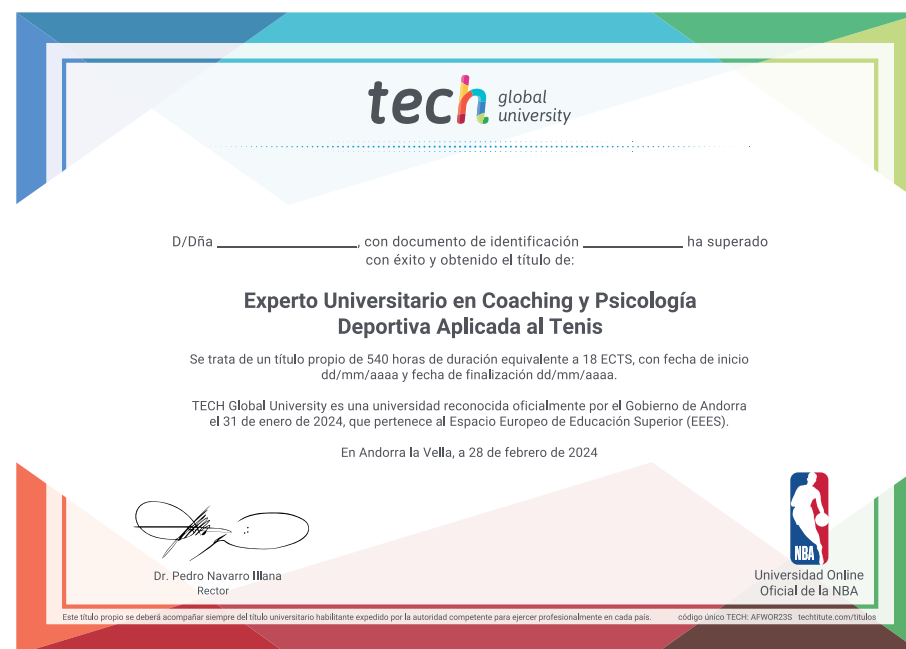 tech global university
D/Dña ____________________, con documento de identificación ______________ ha superado
con éxito y obtenido el título de:
Experto Universitario en Coaching y Psicología
Deportiva Aplicada al Tenis
Se trata de un título propio de 540 horas de duración equivalente a 18 ECTS, con fecha de inicio
dd/mm/aaaa y fecha de finalización dd/mm/aaaa.
TECH Global University es una universidad reconocida oficialmente por el Gobierno de Andorra
el 31 de enero de 2024, que pertenece al Espacio Europeo de Educación Superior (EEES).
En Andorra la Vella, a 28 de febrero de 2024
Dr. Pedro Navarro Illana
Rector
NBA
Universidad Online
Oficial de la NBA
Este título propio se deberá acompañar siempre del título universitario habilitante expedido por la autoridad competente para ejercer profesionalmente en cada país.
código único TECH: AFWOR23S techtitute.com/titulos